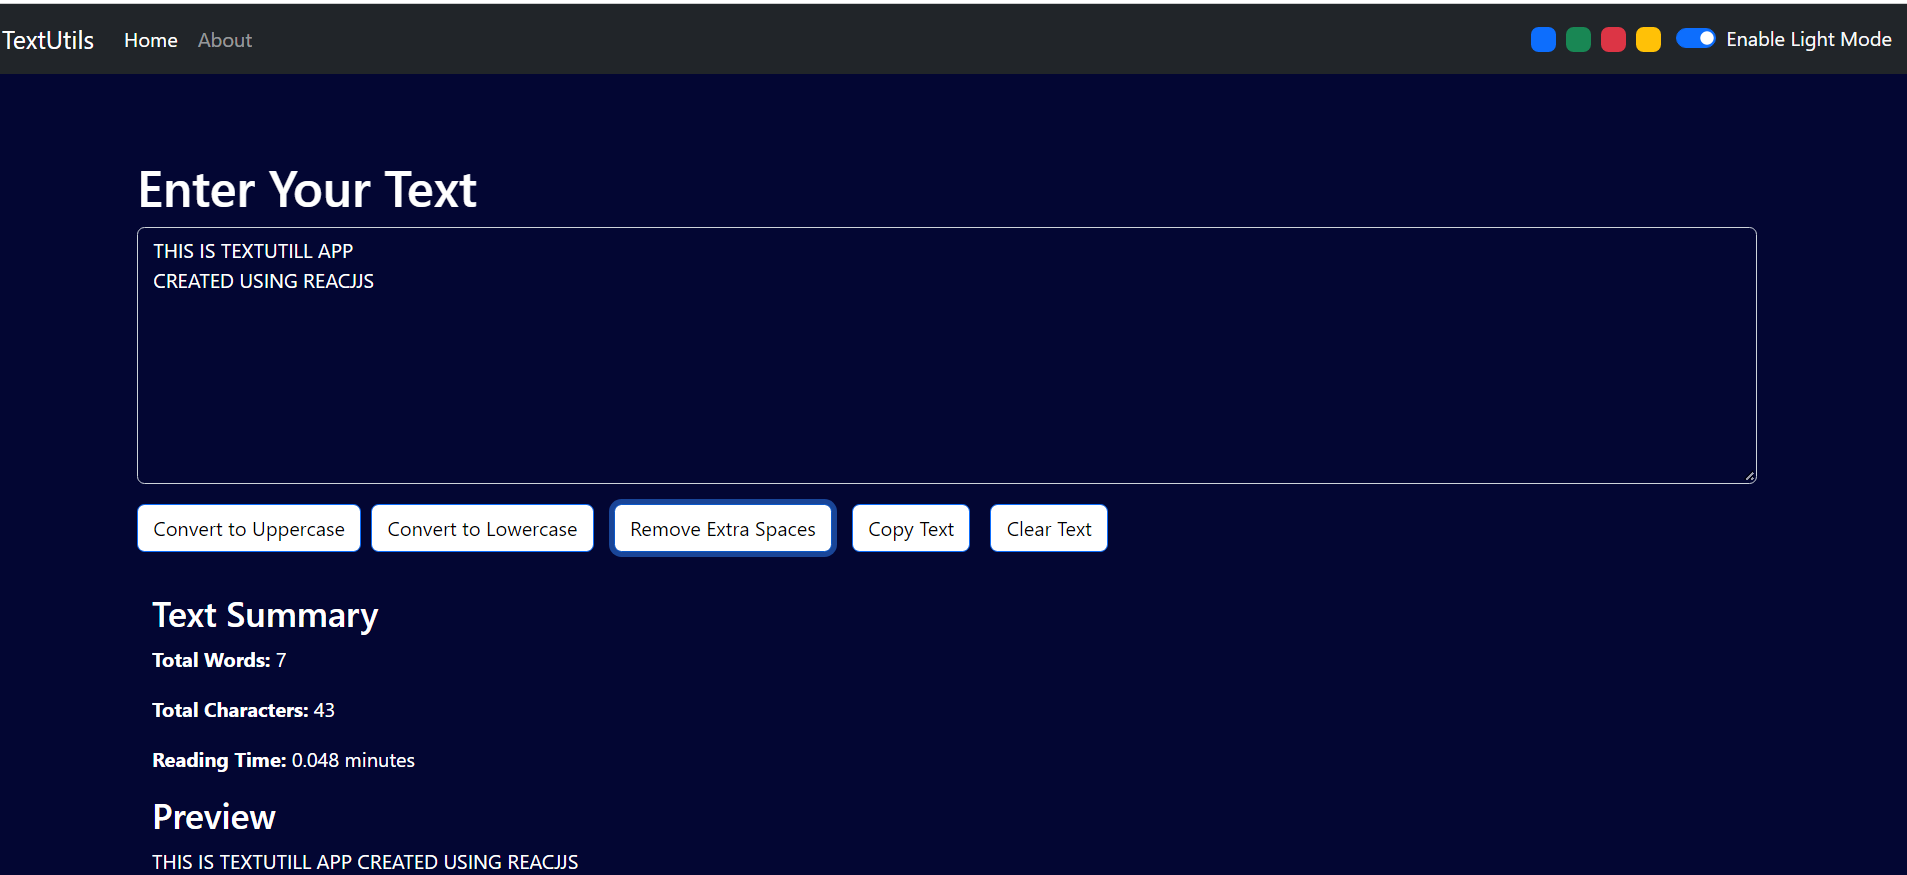 TextUtils Home About Enable Light Mode
Enter Your Text
THIS IS TEXTUTILL APP
CREATED USING REACJJS
Convert to Uppercase Convert to Lowercase Remove Extra Spaces Copy Text Clear Text
Text Summary
Total Words: 7
Total Characters: 43
Reading Time: 0.048 minutes
Preview
THIS IS TEXTUTILL APP CREATED USING REACJJS